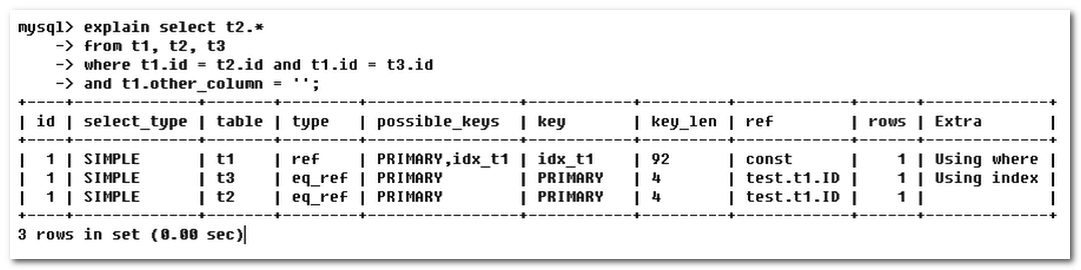 mysql> explain select t2.*
    -> from t1, t2, t3
    -> where t1.id = t2.id and t1.id = t3.id
    -> and t1.other_column = '';
+----+-------------+-------+--------+----------------+---------+---------+------------+------+-------------+
| id | select_type | table | type   | possible_keys  | key     | key_len | ref        | rows | Extra       |
+----+-------------+-------+--------+----------------+---------+---------+------------+------+-------------+
|  1 | SIMPLE      | t1    | ref    | PRIMARY,idx_t1 | idx_t1  | 92      | const      |    1 | Using where |
|  1 | SIMPLE      | t3    | eq_ref | PRIMARY        | PRIMARY | 4       | test.t1.ID |    1 | Using index |
|  1 | SIMPLE      | t2    | eq_ref | PRIMARY        | PRIMARY | 4       | test.t1.ID |    1 |             |
+----+-------------+-------+--------+----------------+---------+---------+------------+------+-------------+
3 rows in set (0.00 sec)